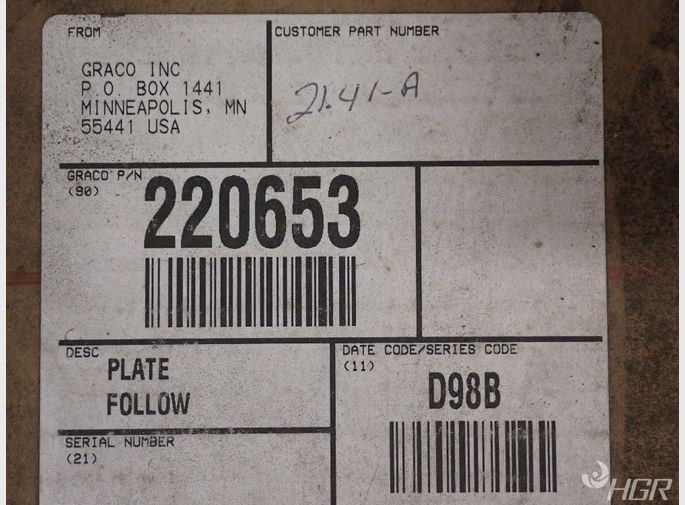 FROM
GRACO INC
P.O. BOX 1441
MINNEAPOLIS, MN
55441 USA
CUSTOMER PART NUMBER
21.41-A
GRACO P/N
(90)
220653
DESC
PLATE
FOLLOW
DATE CODE/SERIES CODE
(11)
D98B
SERIAL NUMBER
(21)
HGR